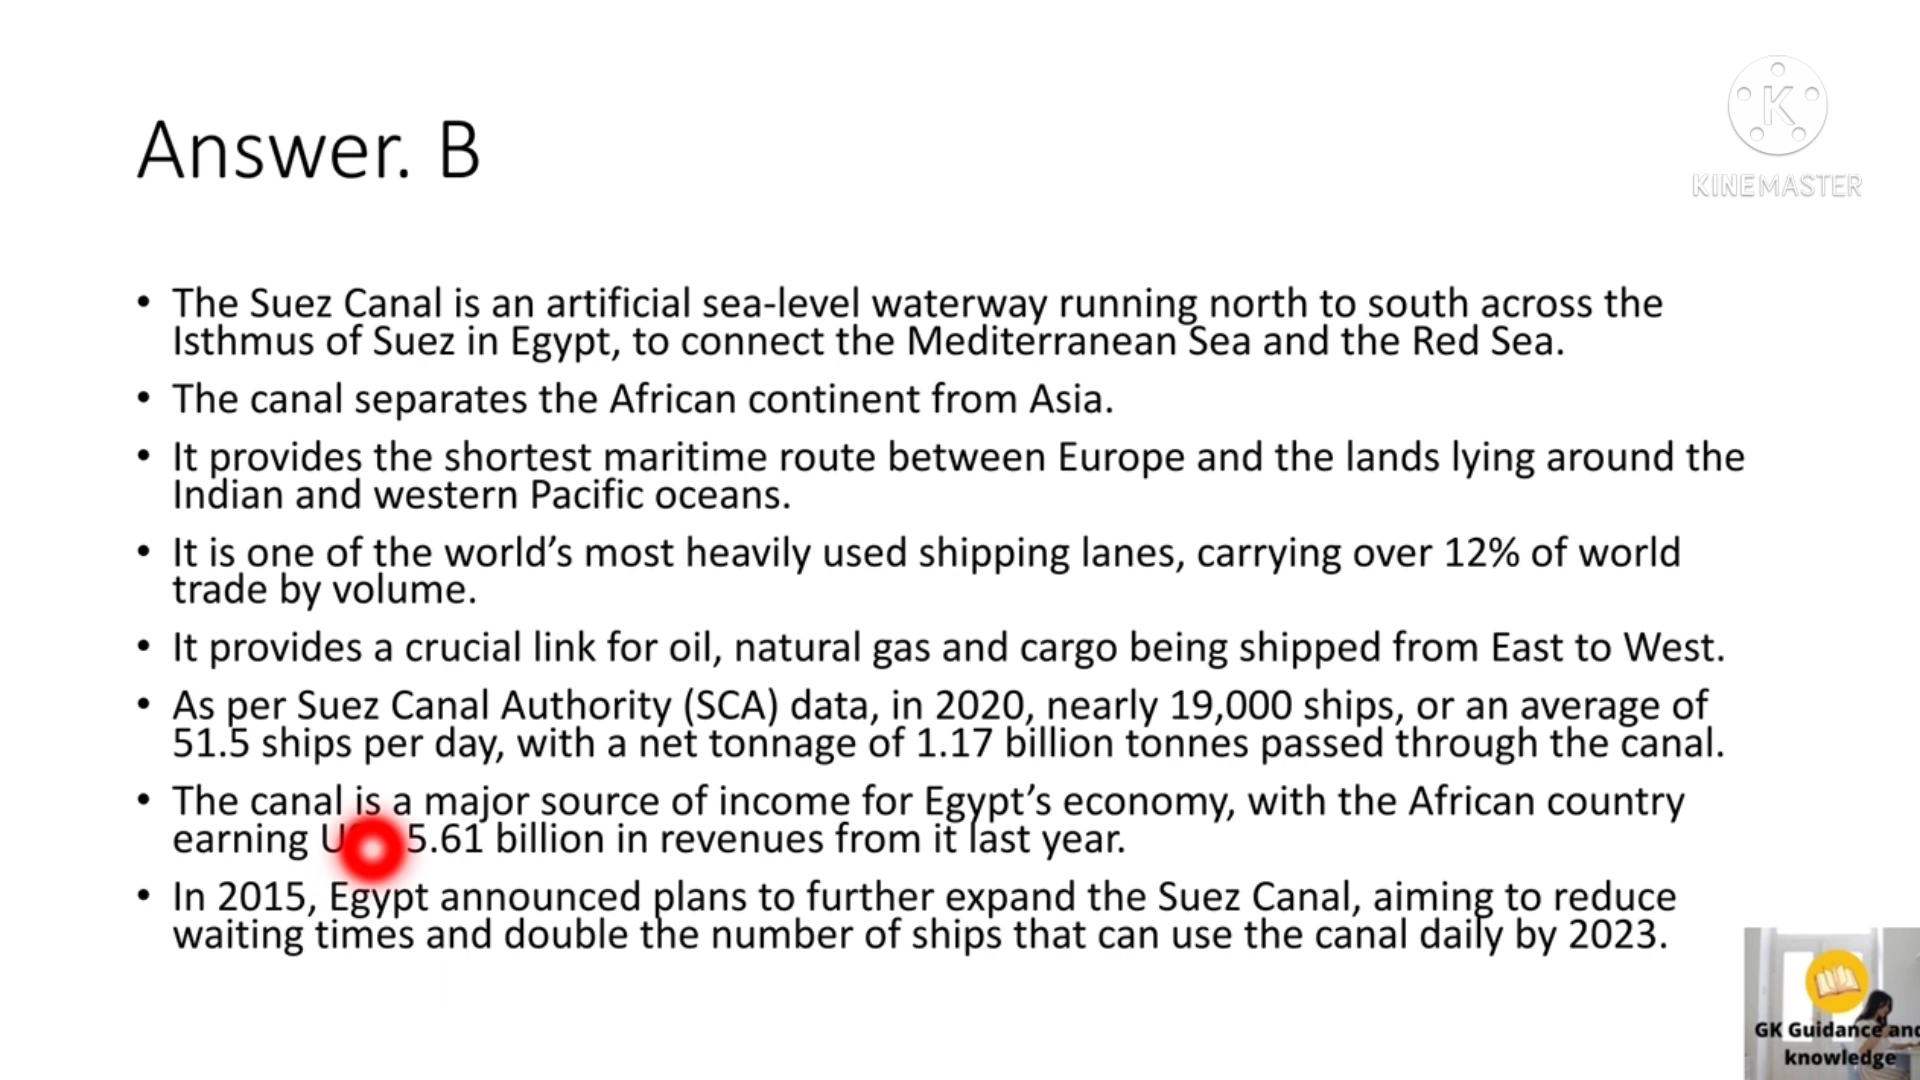 K
KINEMASTER
Answer. B
• The Suez Canal is an artificial sea-level waterway running north to south across the
Isthmus of Suez in Egypt, to connect the Mediterranean Sea and the Red Sea.
• The canal separates the African continent from Asia.
• It provides the shortest maritime route between Europe and the lands lying around the
Indian and western Pacific oceans.
• It is one of the world’s most heavily used shipping lanes, carrying over 12% of world
trade by volume.
• It provides a crucial link for oil, natural gas and cargo being shipped from East to West.
• As per Suez Canal Authority (SCA) data, in 2020, nearly 19,000 ships, or an average of
51.5 ships per day, with a net tonnage of 1.17 billion tonnes passed through the canal.
• The canal is a major source of income for Egypt’s economy, with the African country
earning 5.61 billion in revenues from it last year.
• In 2015, Egypt announced plans to further expand the Suez Canal, aiming to reduce
waiting times and double the number of ships that can use the canal daily by 2023.
GK Guidance and
knowledge